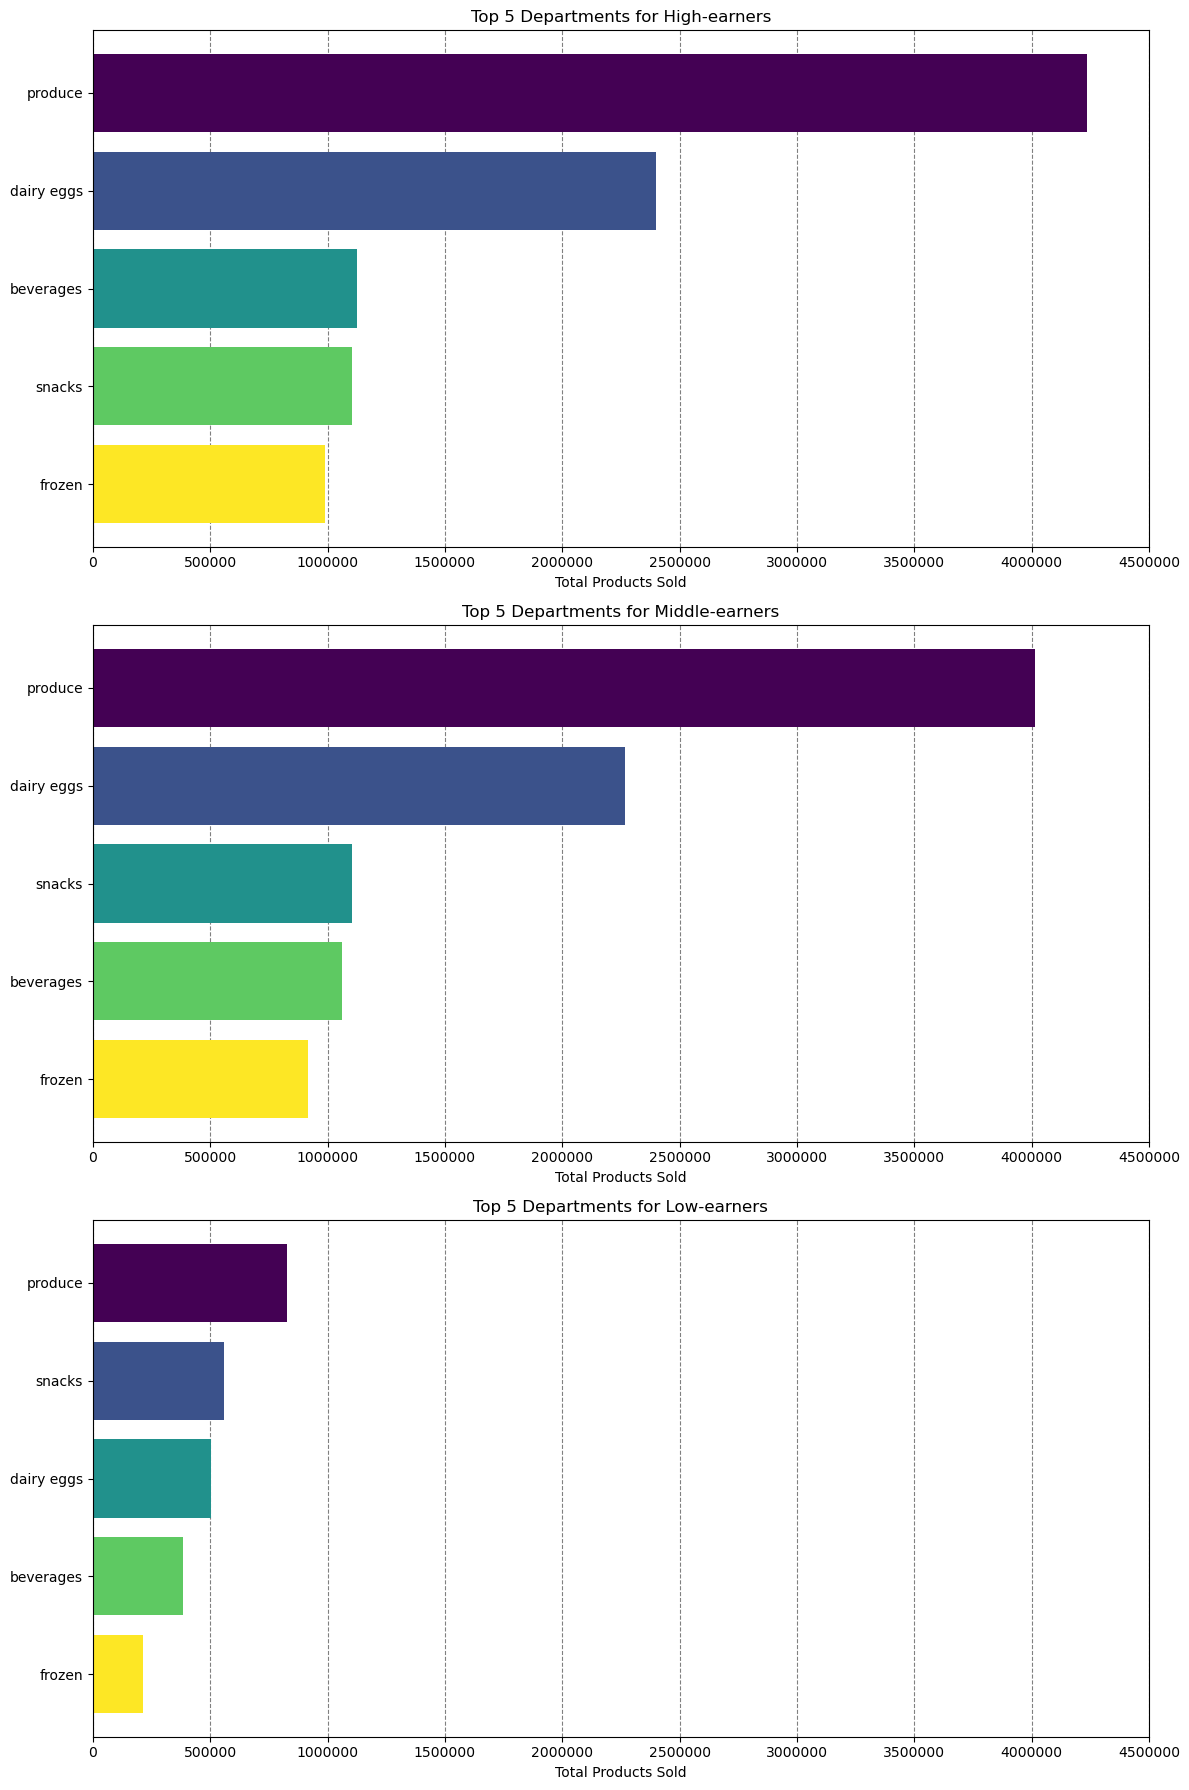 Top 5 Departments for High-earners
produce
dairy eggs
beverages
snacks
frozen
0 500000 1000000 1500000 2000000 2500000 3000000 3500000 4000000 4500000
Total Products Sold
Top 5 Departments for Middle-earners
produce
dairy eggs
snacks
beverages
frozen
0 500000 1000000 1500000 2000000 2500000 3000000 3500000 4000000 4500000
Total Products Sold
Top 5 Departments for Low-earners
produce
snacks
dairy eggs
beverages
frozen
0 500000 1000000 1500000 2000000 2500000 3000000 3500000 4000000 4500000
Total Products Sold